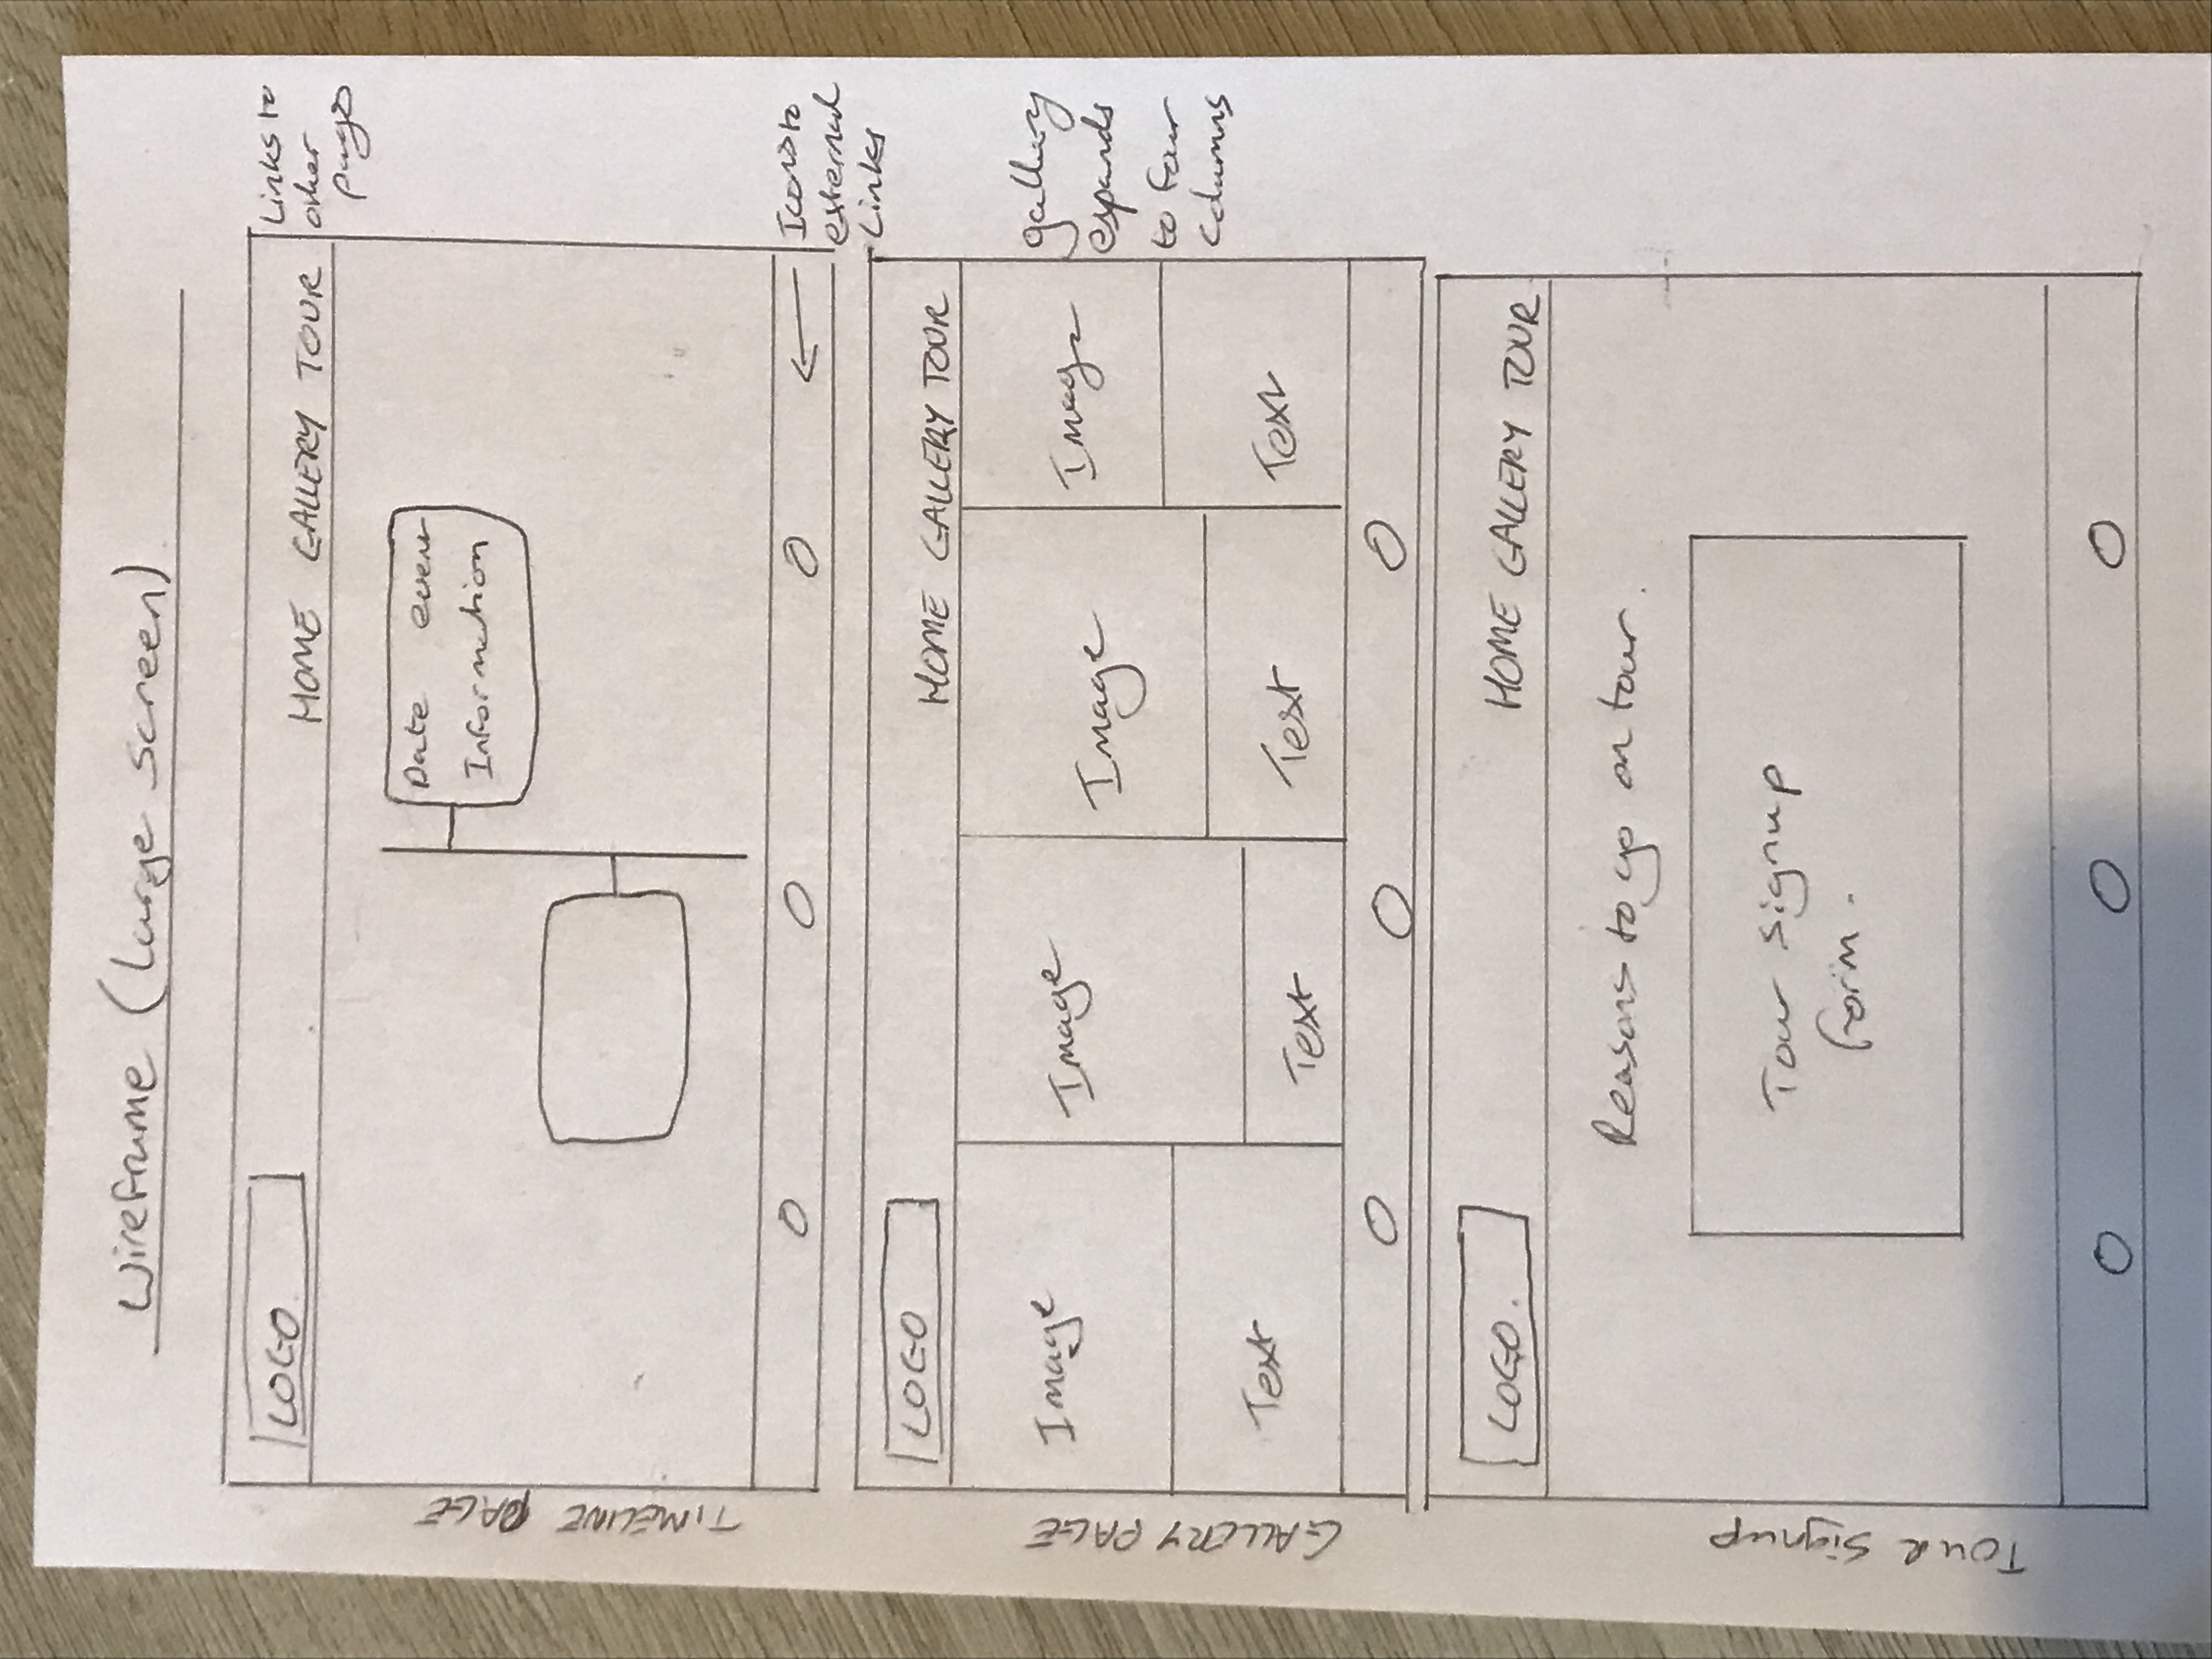 Wireframe (Large screen)
LOGO
HOME GALLERY TOUR
Links to
other
pages
TIMELINE PAGE
Date event
Information
Icons to
external
Links
LOGO
HOME GALLERY TOUR
GALLERY PAGE
Image
Image
Image
Image
Text
Text
Text
Text
gallery
expands
to four
columns
LOGO.
HOME GALLERY TOUR
TOUR Signup
Reasons to go on tour.
Tour signup
form.